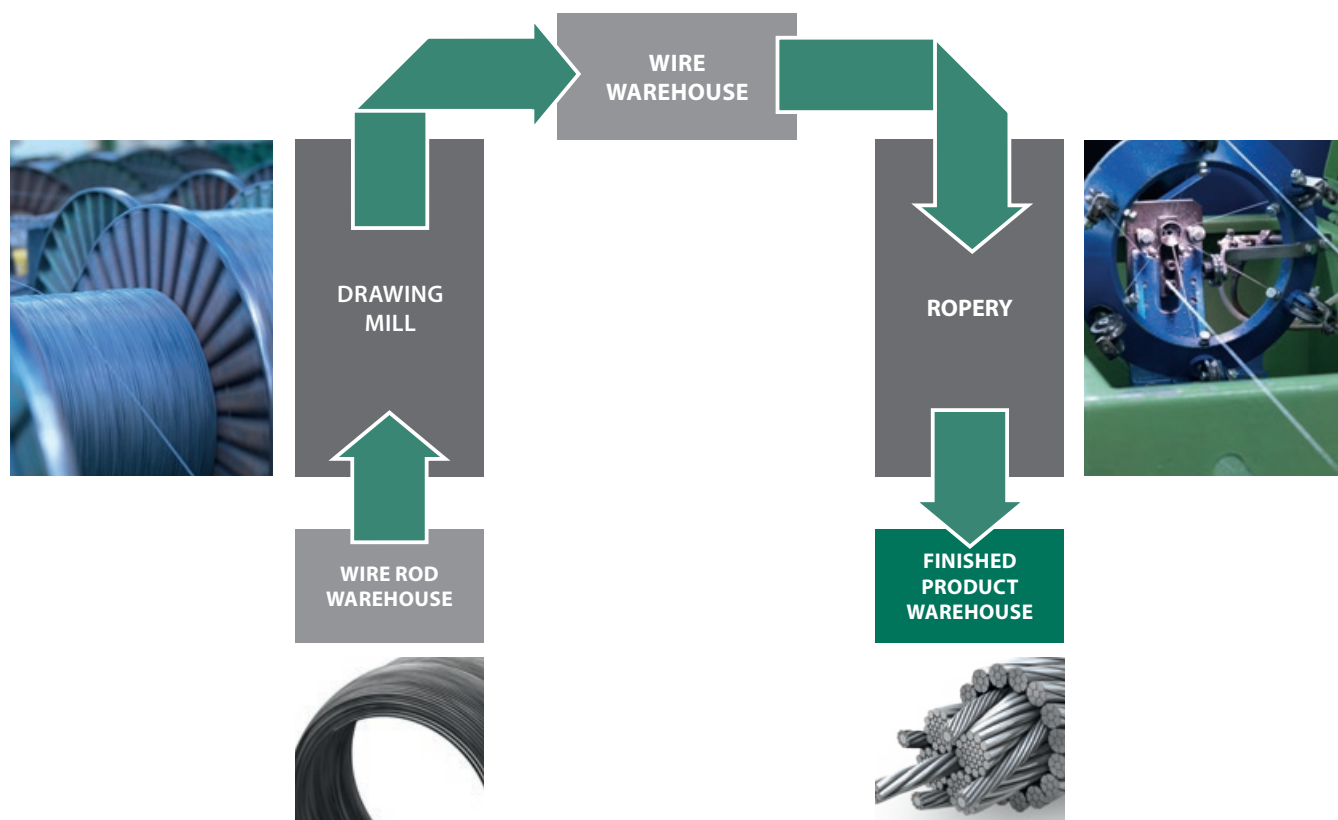 WIRE
WAREHOUSE
DRAWING
MILL
ROPERY
WIRE ROD
WAREHOUSE
FINISHED
PRODUCT
WAREHOUSE